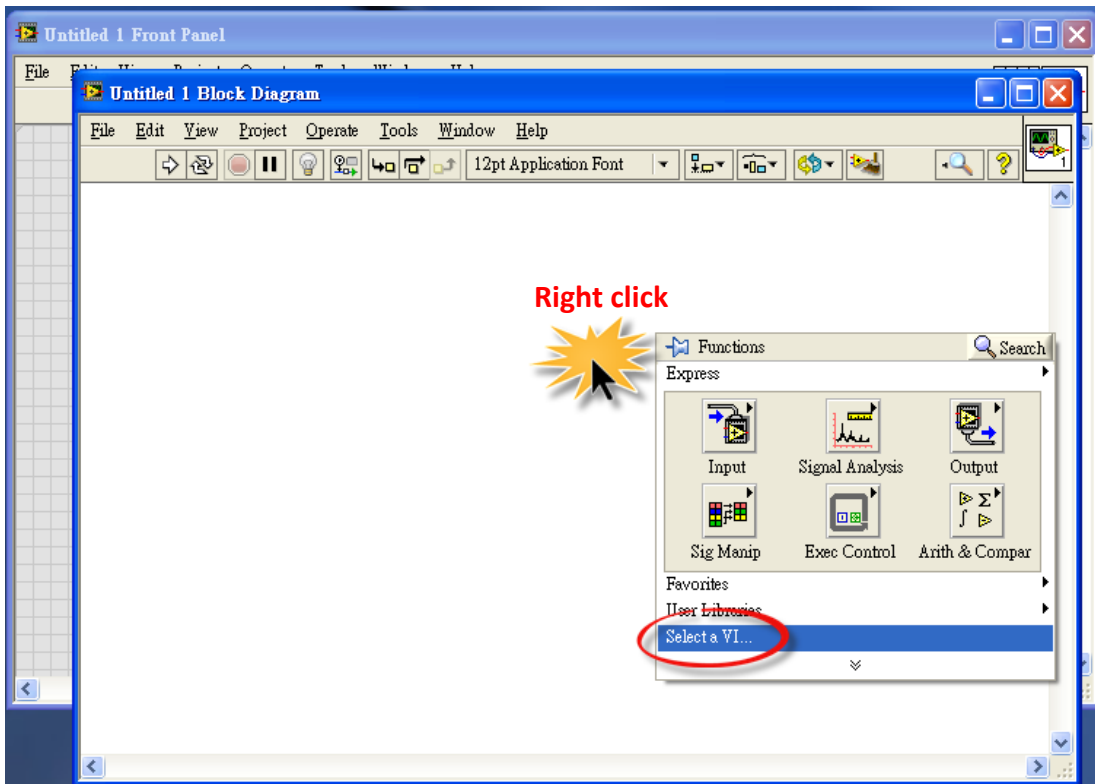 Untitled 1 Front Panel
File
Untitled 1 Block Diagram
File Edit View Project Operate Tools Window Help
12pt Application Font
1
Right click
Functions
Search
Express
Input Signal Analysis Output
Sig Manip Exec Control Arith & Compar
Favorites
User Libraries
Select a VI...